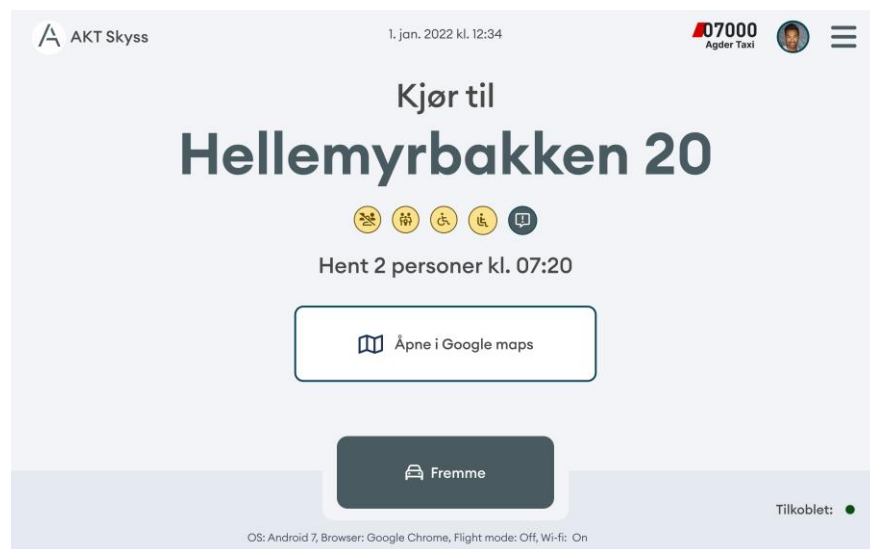 AKT Skyss
1. jan. 2022 kl. 12:34
07000
Agder Taxi
Kjør til
Hellemyrbakken 20
Hent 2 personer kl. 07:20
Åpne i Google maps
Fremme
Tilkoblet:
OS: Android 7, Browser: Google Chrome, Flight mode: Off, Wi-fi: On